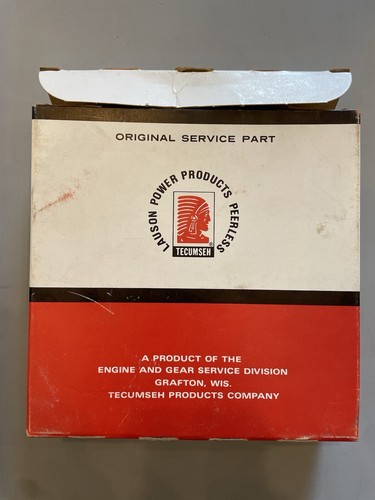 ORIGINAL SERVICE PART
LAUSON POWER PRODUCTS PEERLESS
TECUMSEH
®
A PRODUCT OF THE
ENGINE AND GEAR SERVICE DIVISION
GRAFTON, WIS.
TECUMSEH PRODUCTS COMPANY